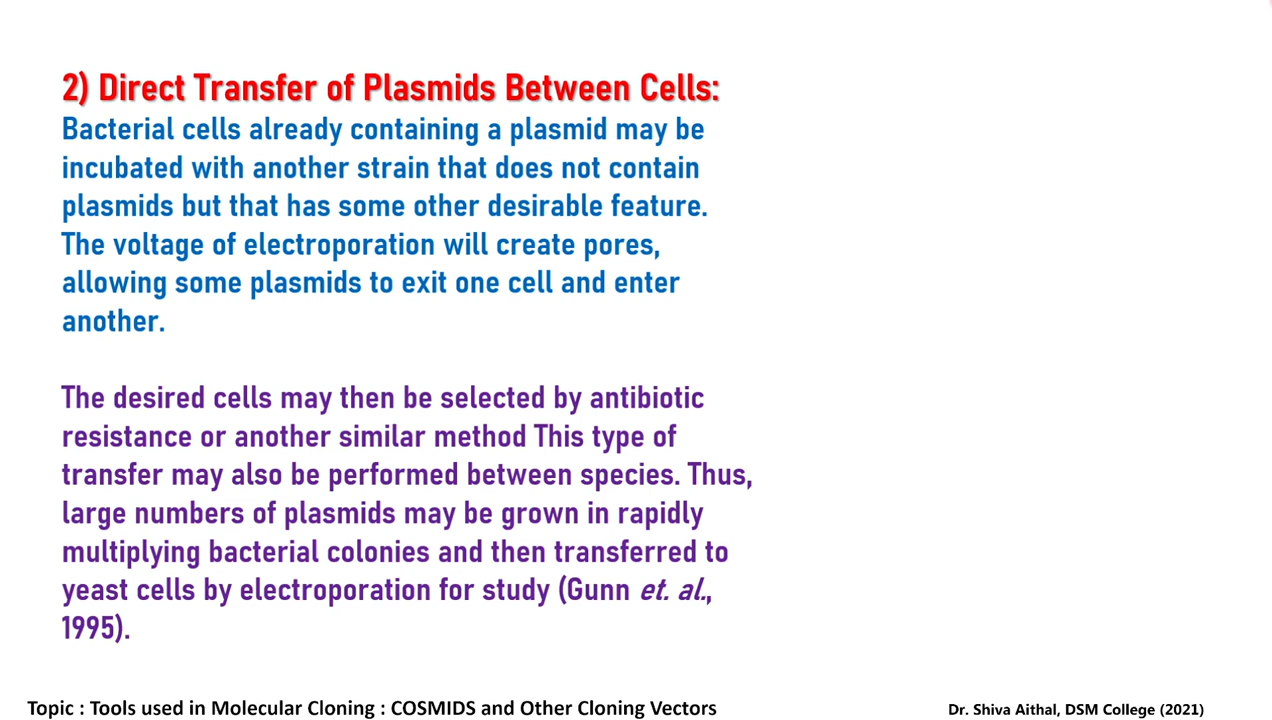 2) Direct Transfer of Plasmids Between Cells:
Bacterial cells already containing a plasmid may be
incubated with another strain that does not contain
plasmids but that has some other desirable feature.
The voltage of electroporation will create pores,
allowing some plasmids to exit one cell and enter
another.
The desired cells may then be selected by antibiotic
resistance or another similar method This type of
transfer may also be performed between species. Thus,
large numbers of plasmids may be grown in rapidly
multiplying bacterial colonies and then transferred to
yeast cells by electroporation for study (Gunn et. al.,
1995).
Topic : Tools used in Molecular Cloning : COSMIDS and Other Cloning Vectors
Dr. Shiva Aithal, DSM College (2021)